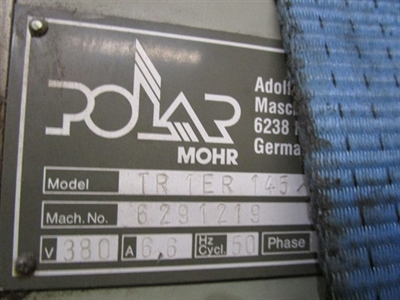 POLAR
MOHR
Adolf
Masch
6238
Germa
Model TR 1ER 145
Mach. No. 6291219
V 380 A 6,6 Hz Cycl. 50 Phase